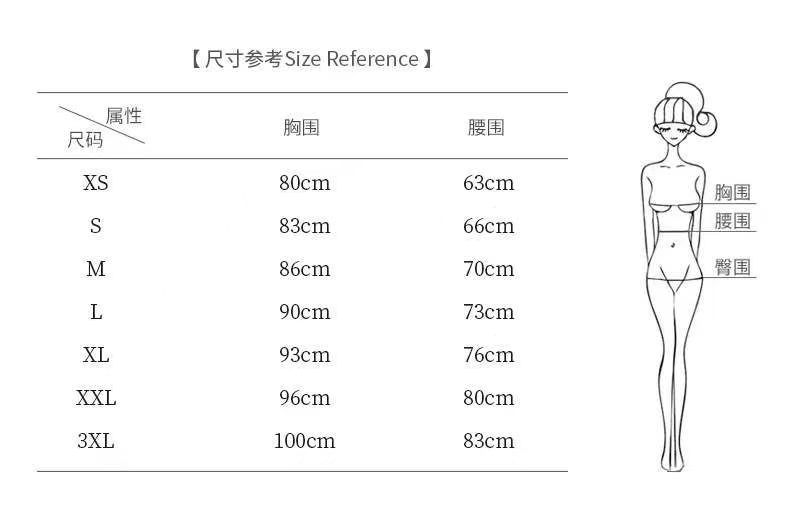 【 尺寸参考Size Reference 】
属性 胸围 腰围
尺码
XS 80cm 63cm
S 83cm 66cm
M 86cm 70cm
L 90cm 73cm
XL 93cm 76cm
XXL 96cm 80cm
3XL 100cm 83cm
胸围
腰围
臀围